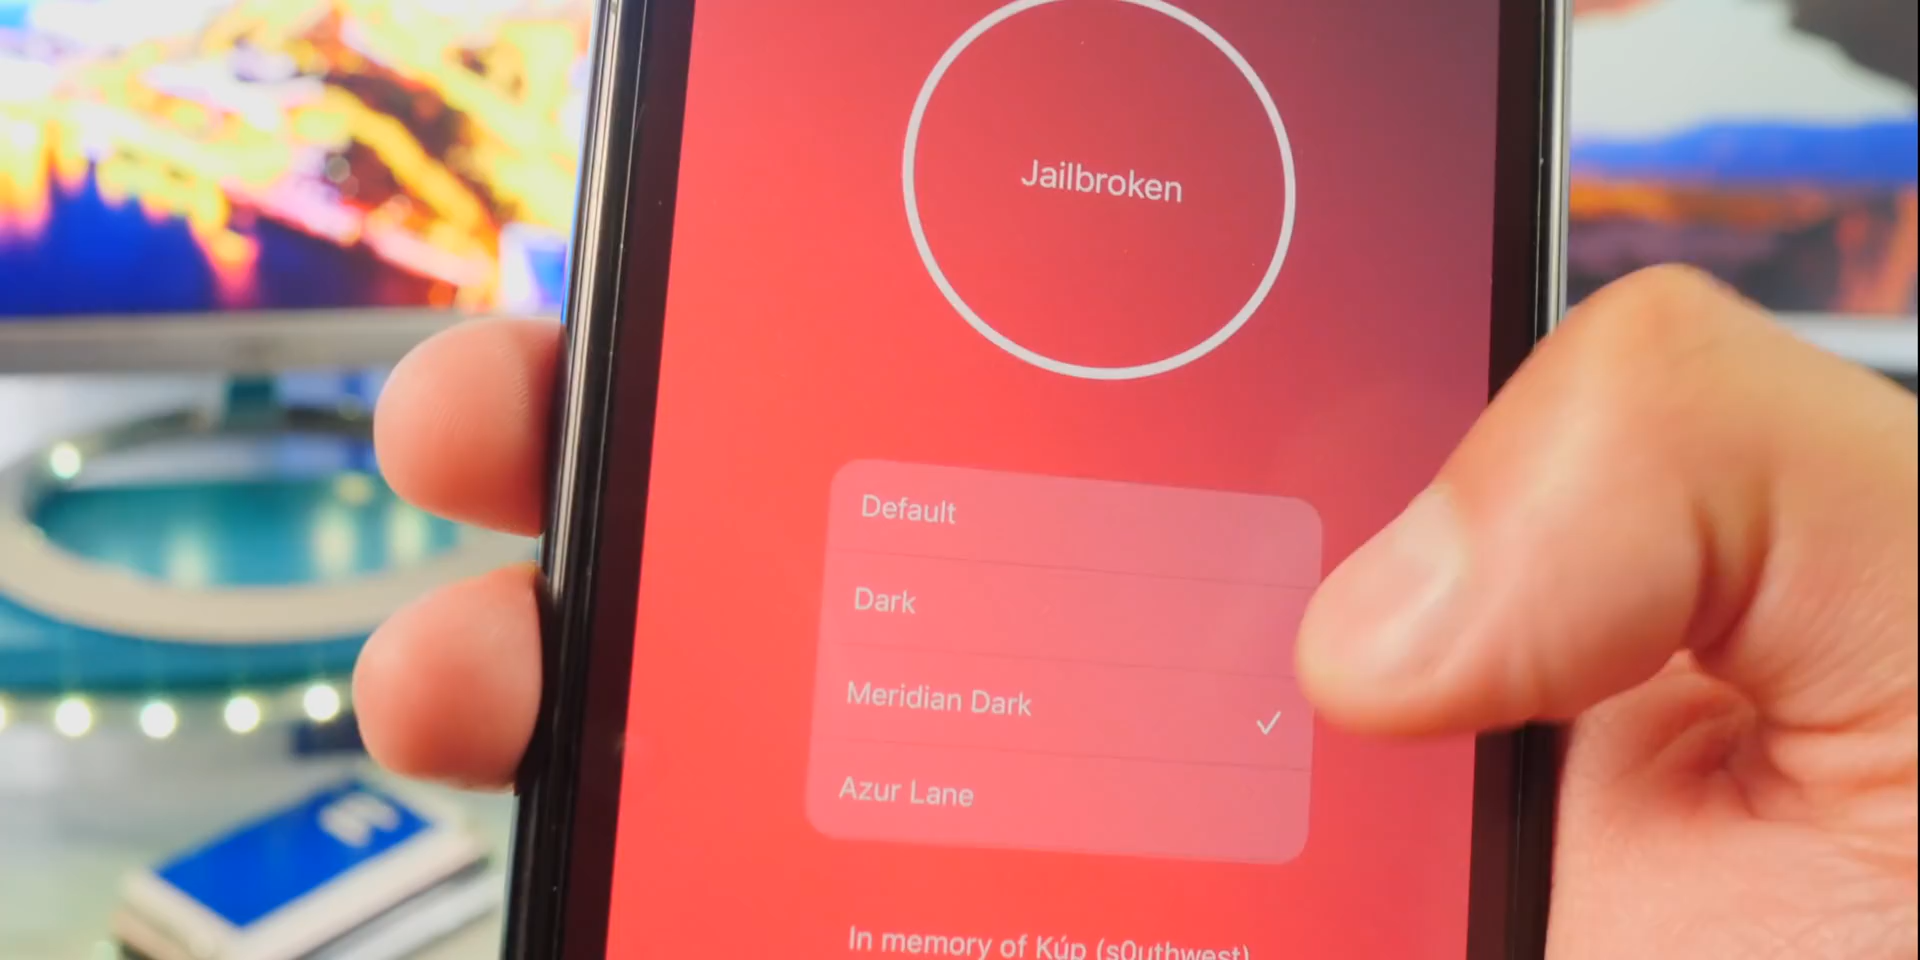 Jailbroken
Default
Dark
Meridian Dark
Azur Lane
In memory of Kúp (s0uthwest)